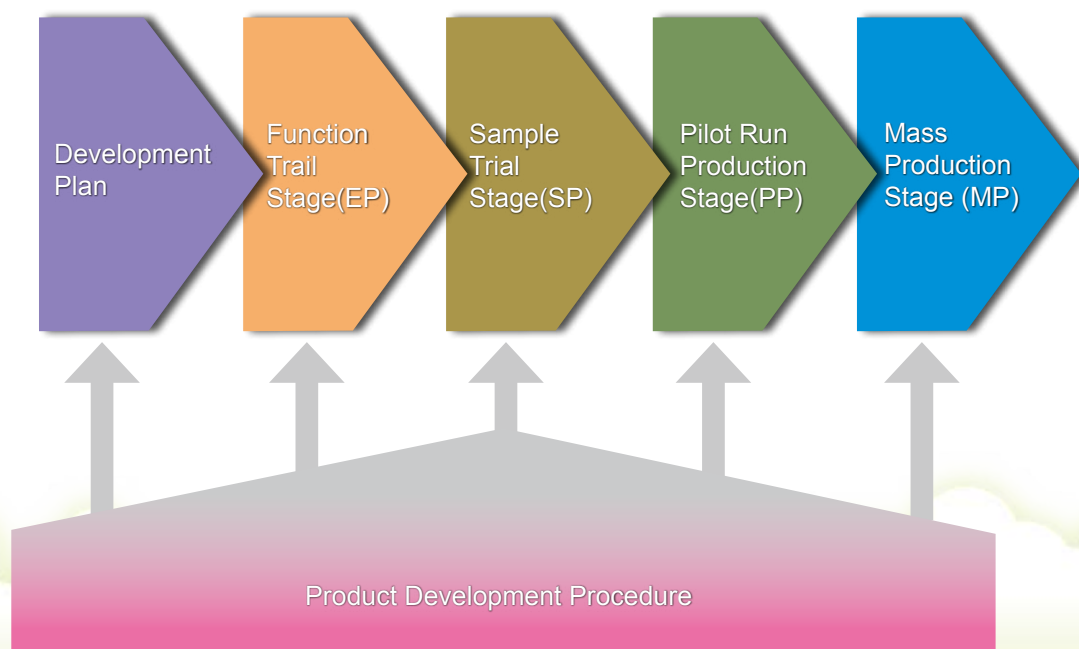 Development
Plan
Function
Trail
Stage(EP)
Sample
Trial
Stage(SP)
Pilot Run
Production
Stage(PP)
Mass
Production
Stage (MP)
Product Development Procedure